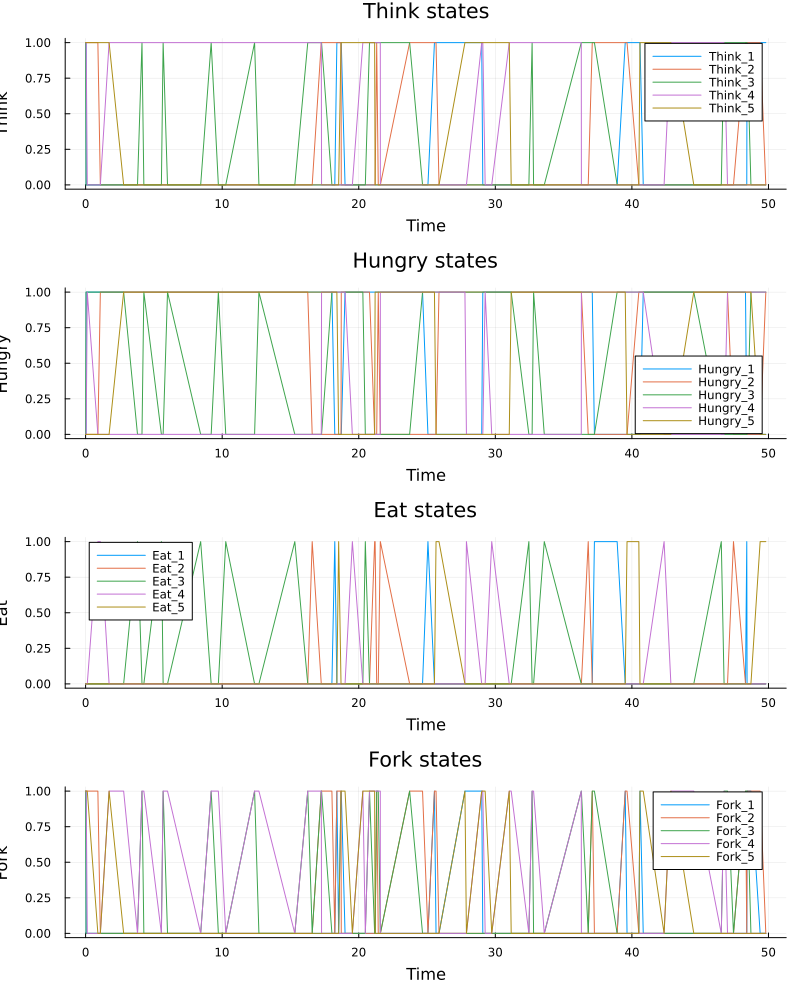 Think states
1.00
0.75
0.50
0.25
0.00
Think
Think_1
Think_2
Think_3
Think_4
Think_5
0 10 20 30 40 50
Time
Hungry states
1.00
0.75
0.50
0.25
0.00
Hungry
Hungry_1
Hungry_2
Hungry_3
Hungry_4
Hungry_5
0 10 20 30 40 50
Time
Eat states
1.00
0.75
0.50
0.25
0.00
Eat
Eat_1
Eat_2
Eat_3
Eat_4
Eat_5
0 10 20 30 40 50
Time
Fork states
1.00
0.75
0.50
0.25
0.00
Fork
Fork_1
Fork_2
Fork_3
Fork_4
Fork_5
0 10 20 30 40 50
Time